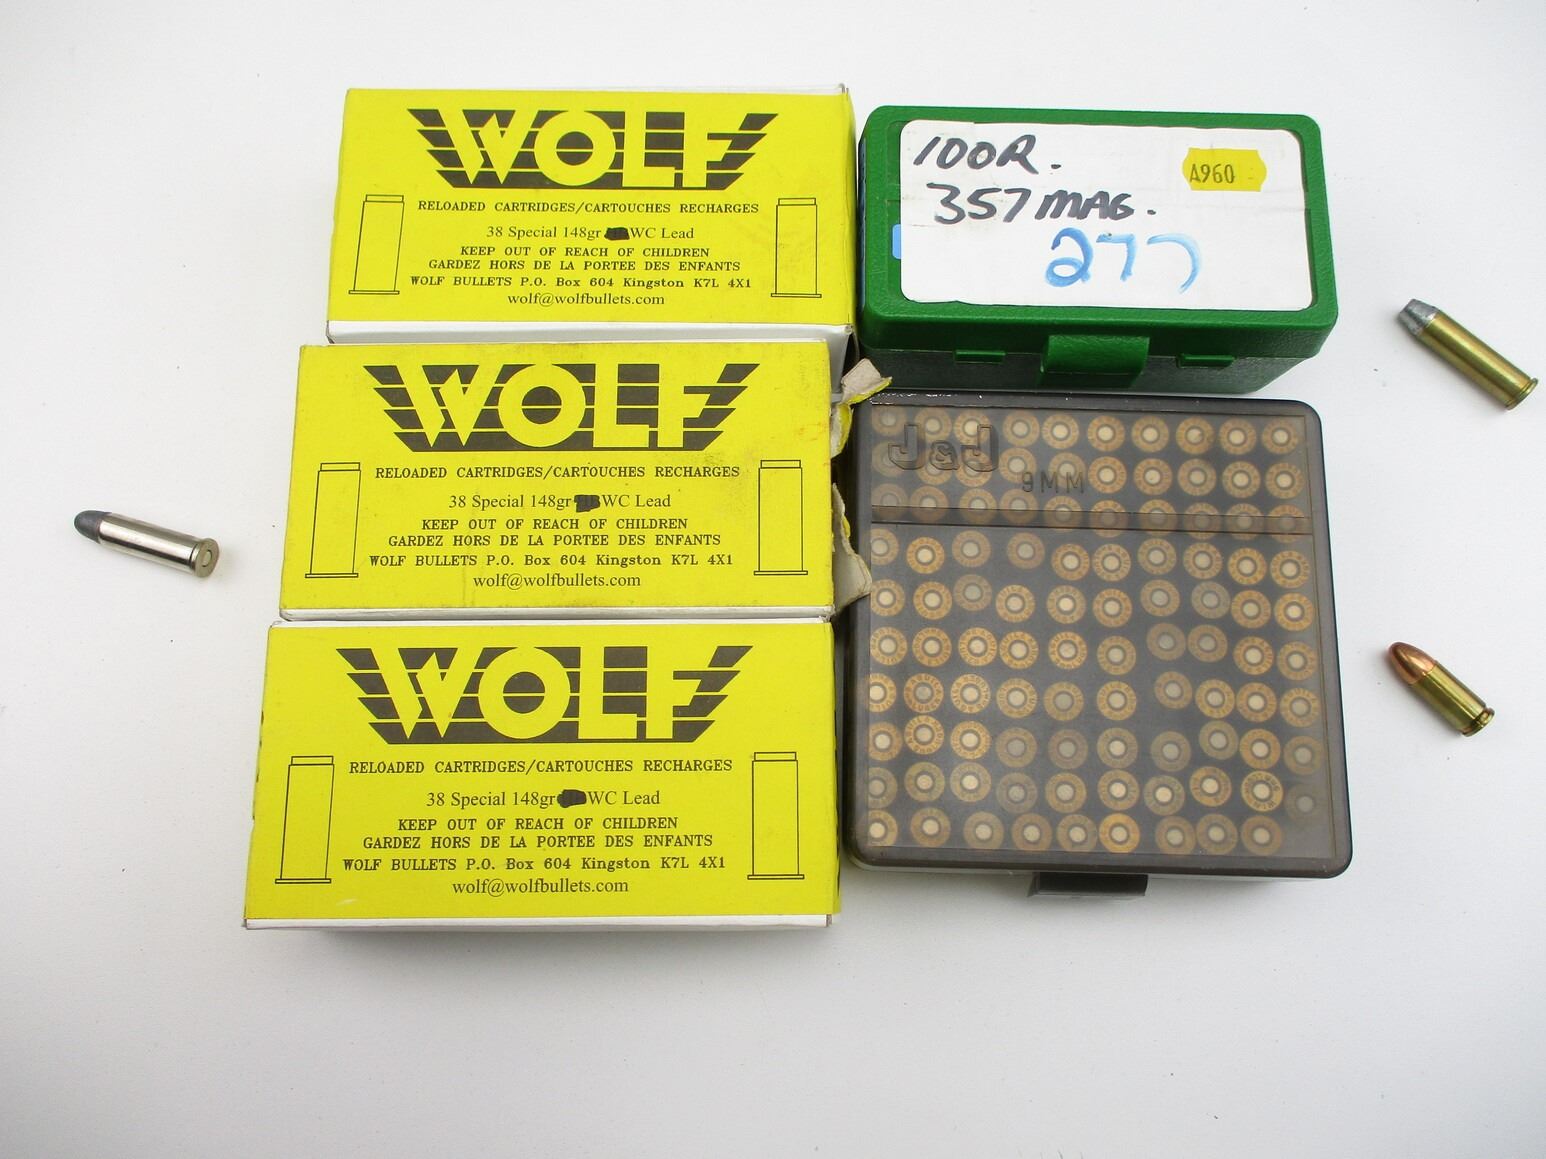 WOLF
RELOADED CARTRIDGES/CARTOUCHES RECHARGES
38 Special 148gr WC Lead
KEEP OUT OF REACH OF CHILDREN
GARDEZ HORS DE LA PORTEE DES ENFANTS
WOLF BULLETS P.O. Box 604 Kingston K7L 4X1
wolf@wolfbullets.com
WOLF
RELOADED CARTRIDGES/CARTOUCHES RECHARGES
38 Special 148gr WC Lead
KEEP OUT OF REACH OF CHILDREN
GARDEZ HORS DE LA PORTEE DES ENFANTS
WOLF BULLETS P.O. Box 604 Kingston K7L 4X1
wolf@wolfbullets.com
WOLF
RELOADED CARTRIDGES/CARTOUCHES RECHARGES
38 Special 148gr WC Lead
KEEP OUT OF REACH OF CHILDREN
GARDEZ HORS DE LA PORTEE DES ENFANTS
WOLF BULLETS P.O. Box 604 Kingston K7L 4X1
wolf@wolfbullets.com
100R.
A960
357 MAG.
277
J&J
9MM